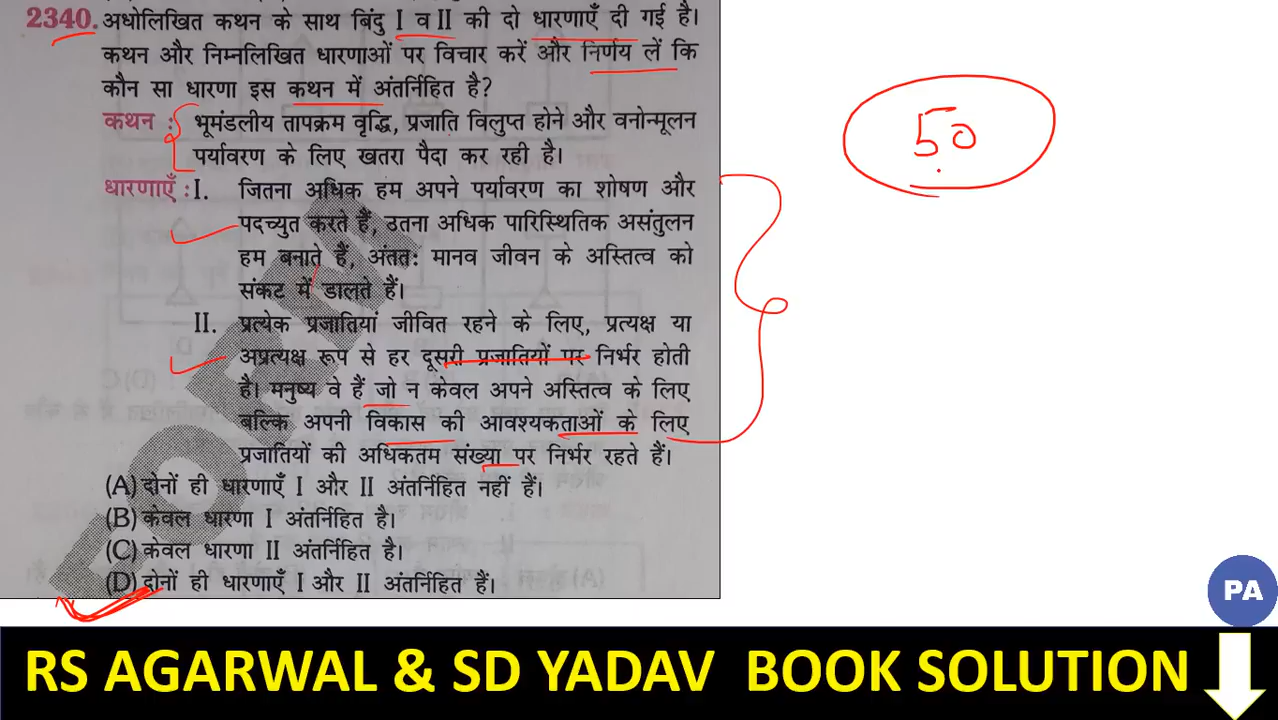 2340. अधोलिखित कथन के साथ बिंदु I व II की दो धारणाएँ दी गई है।
कथन और निम्नलिखित धारणाओं पर विचार करें और निर्णय लें कि
कौन सा धारणा इस कथन में अंतर्निहित है?
कथन : भूमंडलीय तापक्रम वृद्धि, प्रजाति विलुप्त होने और वनोन्मूलन
पर्यावरण के लिए खतरा पैदा कर रही है।
धारणाएँ : I. जितना अधिक हम अपने पर्यावरण का शोषण और
पदच्युत करते हैं, उतना अधिक पारिस्थितिक असंतुलन
हम बनाते हैं, अंततः मानव जीवन के अस्तित्व को
संकट में डालते हैं।
II. प्रत्येक प्रजातियां जीवित रहने के लिए, प्रत्यक्ष या
अप्रत्यक्ष रूप से हर दूसरी प्रजातियों पर निर्भर होती
है। मनुष्य वे हैं जो न केवल अपने अस्तित्व के लिए
बल्कि अपनी विकास की आवश्यकताओं के लिए
प्रजातियों की अधिकतम संख्या पर निर्भर रहते हैं।
(A) दोनों ही धारणाएँ I और II अंतर्निहित नहीं हैं।
(B) केवल धारणा I अंतर्निहित है।
(C) केवल धारणा II अंतर्निहित है।
(D) दोनों ही धारणाएँ I और II अंतर्निहित हैं।
50
PA
RS AGARWAL & SD YADAV BOOK SOLUTION